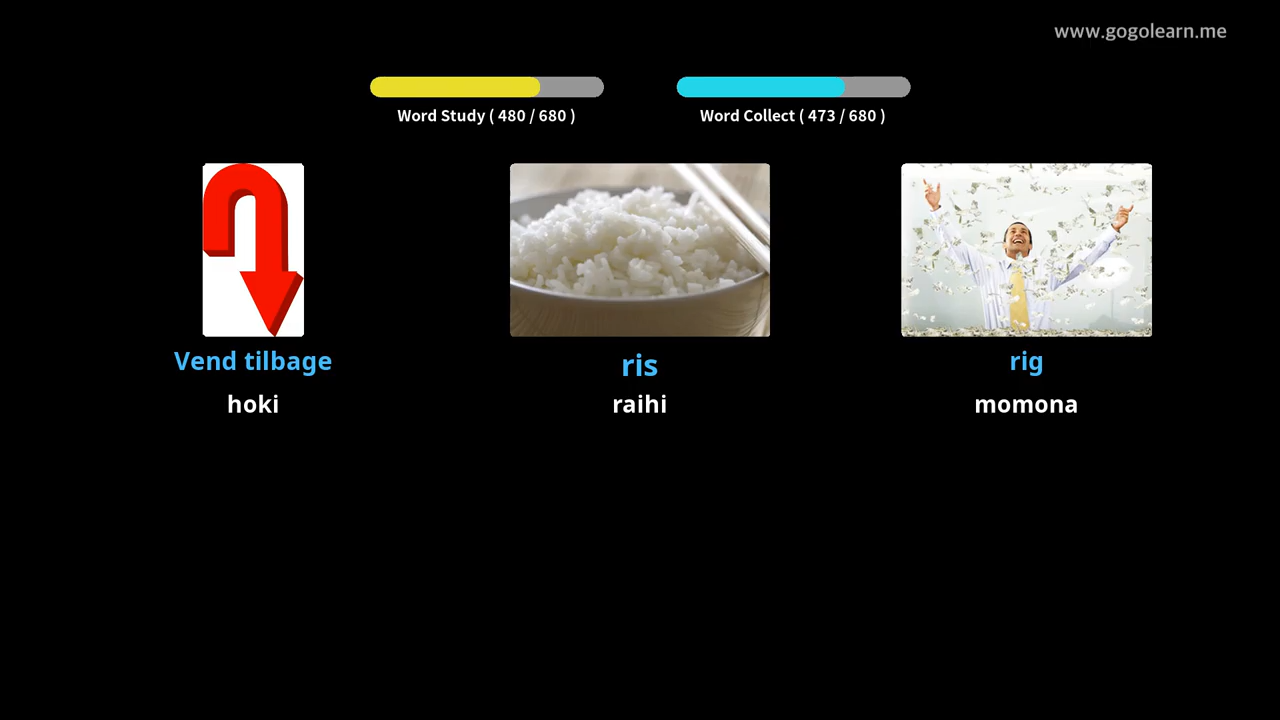 www.gogolearn.me
Word Study ( 480 / 680 )
Word Collect ( 473 / 680 )
Vend tilbage
ris
rig
hoki
raihi
momona